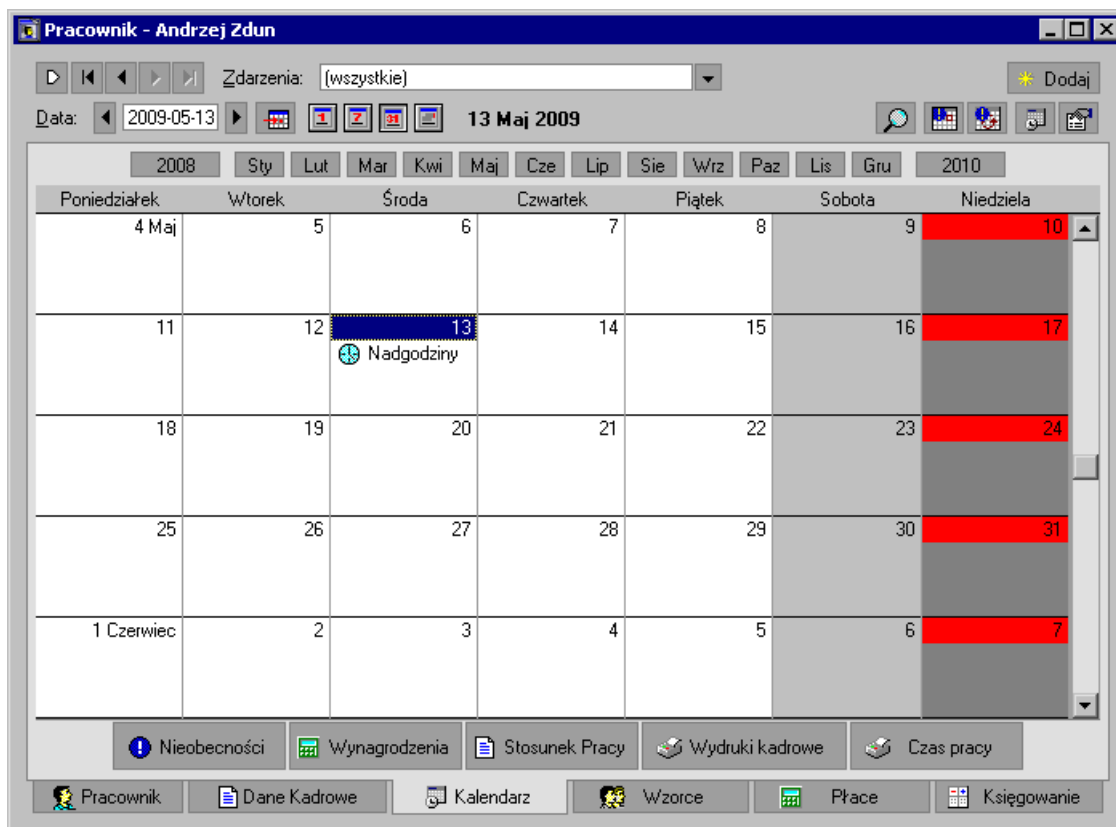 Pracownik - Andrzej Zdun
Zdarzenia: (wszystkie) Dodaj
Data: 2009-05-13 1 7 31 13 Maj 2009
2008 Sty Lut Mar Kwi Maj Cze Lip Sie Wrz Paz Lis Gru 2010
Poniedziałek Wtorek Środa Czwartek Piątek Sobota Niedziela
4 Maj 5 6 7 8 9 10
11 12 13 14 15 16 17
Nadgodziny
18 19 20 21 22 23 24
25 26 27 28 29 30 31
1 Czerwiec 2 3 4 5 6 7
Nieobecności Wynagrodzenia Stosunek Pracy Wydruki kadrowe Czas pracy
Pracownik Dane Kadrowe Kalendarz Wzorce Płace Księgowanie